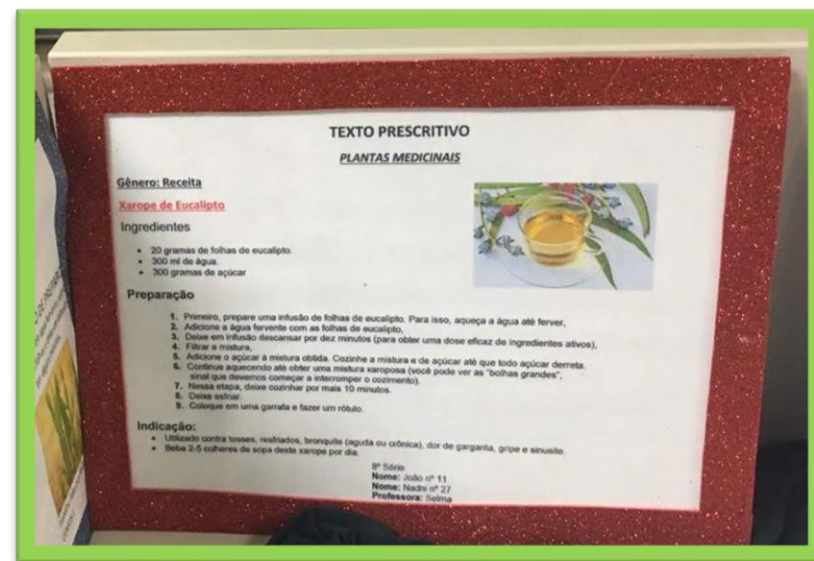 TEXTO PRESCRITIVO
PLANTAS MEDICINAIS
Gênero: Receita
Xarope de Eucalipto
Ingredientes
• 20 gramas de folhas de eucalipto.
• 300 ml de água.
• 300 gramas de açúcar
Preparação
1. Primeiro, prepare uma infusão de folhas de eucalipto. Para isso, aqueça a água até ferver,
2. Adicione a água fervente com as folhas de eucalipto,
3. Deixe em infusão descansar por dez minutos (para obter uma dose eficaz de ingredientes ativos),
4. Filtrar a mistura.
5. Adicione o açúcar à mistura obtida. Cozinhe a mistura e de açúcar até que todo açúcar derreta.
6. Continue aquecendo até obter uma mistura xaroposa (você pode ver as "bolhas grandes",
sinal que devemos começar a interromper o cozimento).
7. Nessa etapa, deixe cozinhar por mais 10 minutos.
8. Deixe esfriar.
9. Coloque em uma garrafa e fazer um rótulo.
Indicação:
• Utilizado contra tosses, resfriados, bronquite (aguda ou crônica), dor de garganta, gripe e sinusite.
• Beba 2-5 colheres de sopa deste xarope por dia.
8ª Série
Nome: João nº 11
Nome: Nadni nº 27
Professora: Selma